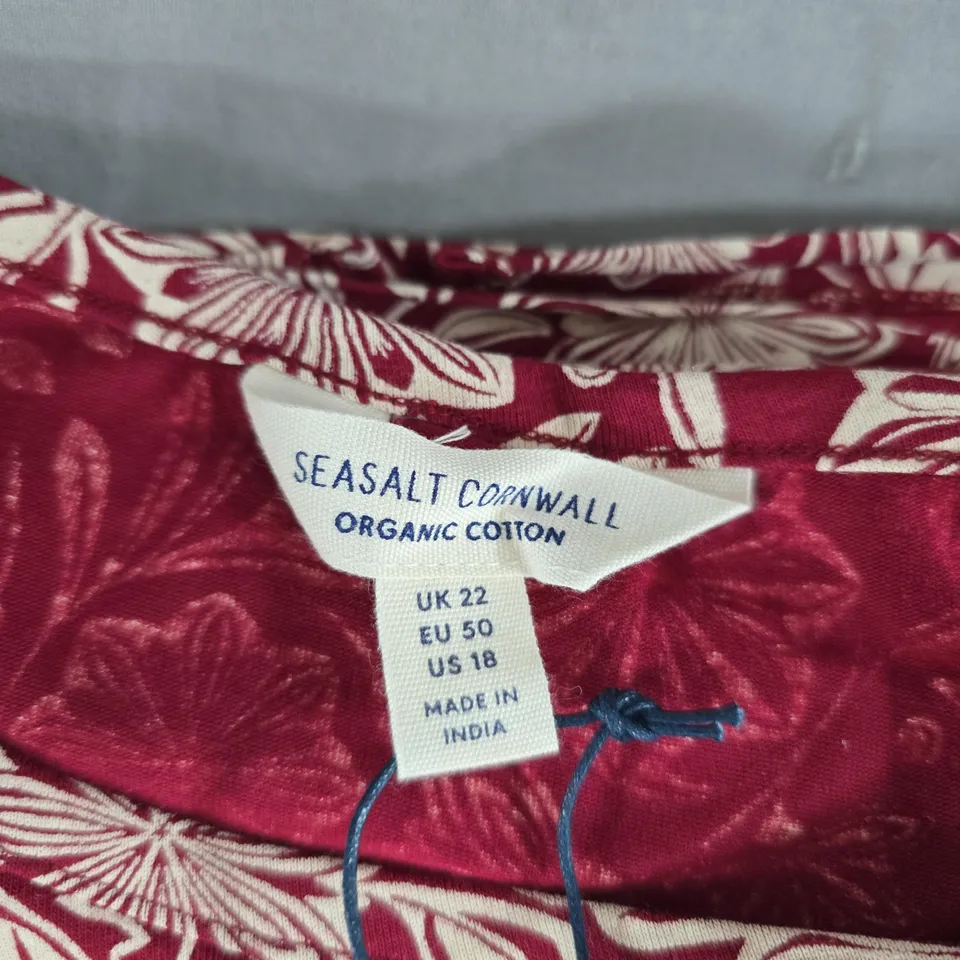 SEASALT CORNWALL
ORGANIC COTTON
UK 22
EU 50
US 18
MADE IN
INDIA